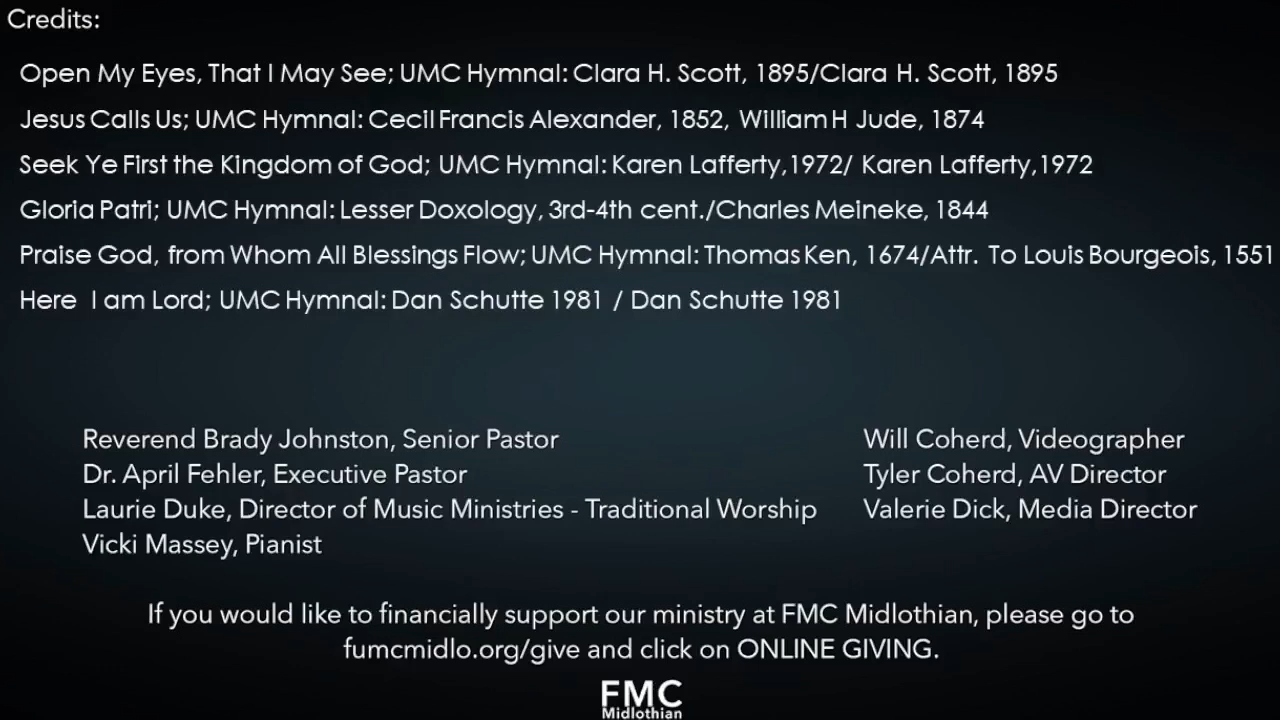 Credits:
Open My Eyes, That I May See; UMC Hymnal: Clara H. Scott, 1895/Clara H. Scott, 1895
Jesus Calls Us; UMC Hymnal: Cecil Francis Alexander, 1852, William H Jude, 1874
Seek Ye First the Kingdom of God; UMC Hymnal: Karen Lafferty,1972/ Karen Lafferty,1972
Gloria Patri; UMC Hymnal: Lesser Doxology, 3rd-4th cent./Charles Meineke, 1844
Praise God, from Whom All Blessings Flow; UMC Hymnal: Thomas Ken, 1674/Attr. To Louis Bourgeois, 1551
Here I am Lord; UMC Hymnal: Dan Schutte 1981 / Dan Schutte 1981
Reverend Brady Johnston, Senior Pastor
Dr. April Fehler, Executive Pastor
Laurie Duke, Director of Music Ministries - Traditional Worship
Vicki Massey, Pianist
Will Coherd, Videographer
Tyler Coherd, AV Director
Valerie Dick, Media Director
If you would like to financially support our ministry at FMC Midlothian, please go to
fumcmidlo.org/give and click on ONLINE GIVING.
FMC
Midlothian